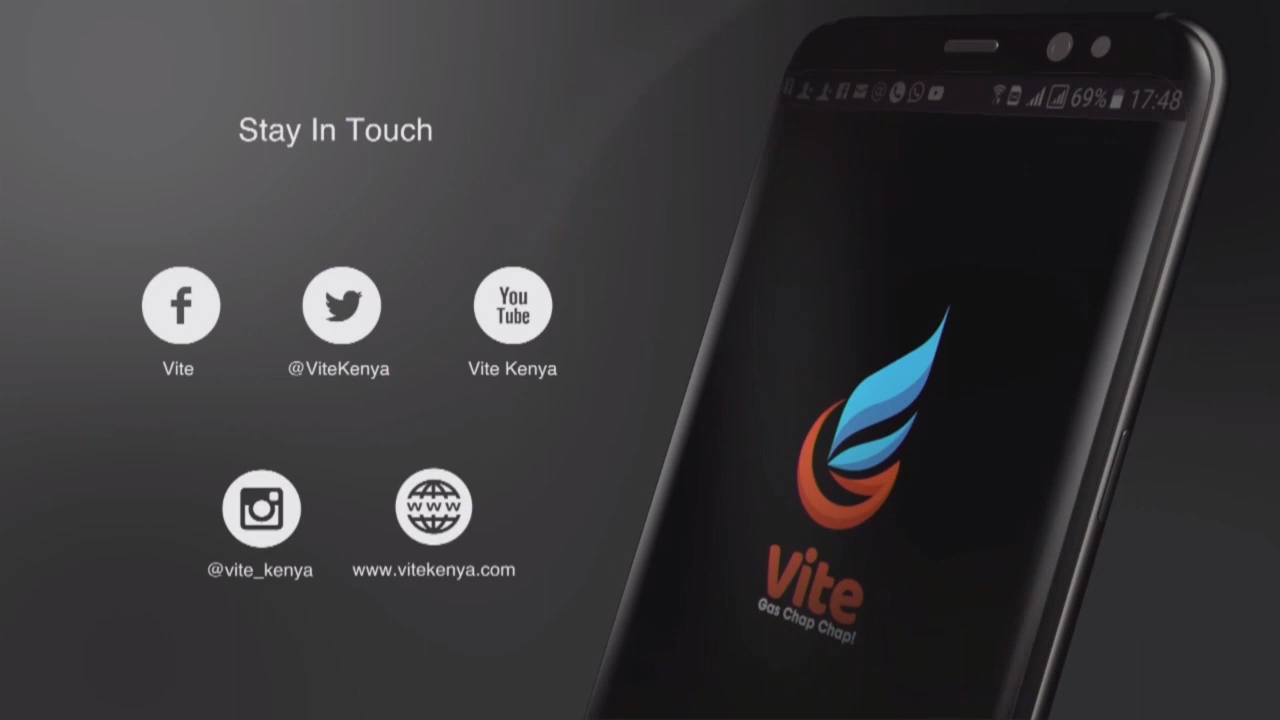 Stay In Touch
69% 17:48
f
You
Tube
Vite
@ViteKenya
Vite Kenya
www
@vite_kenya
www.vitekenya.com
Vite
Gas Chap Chap!